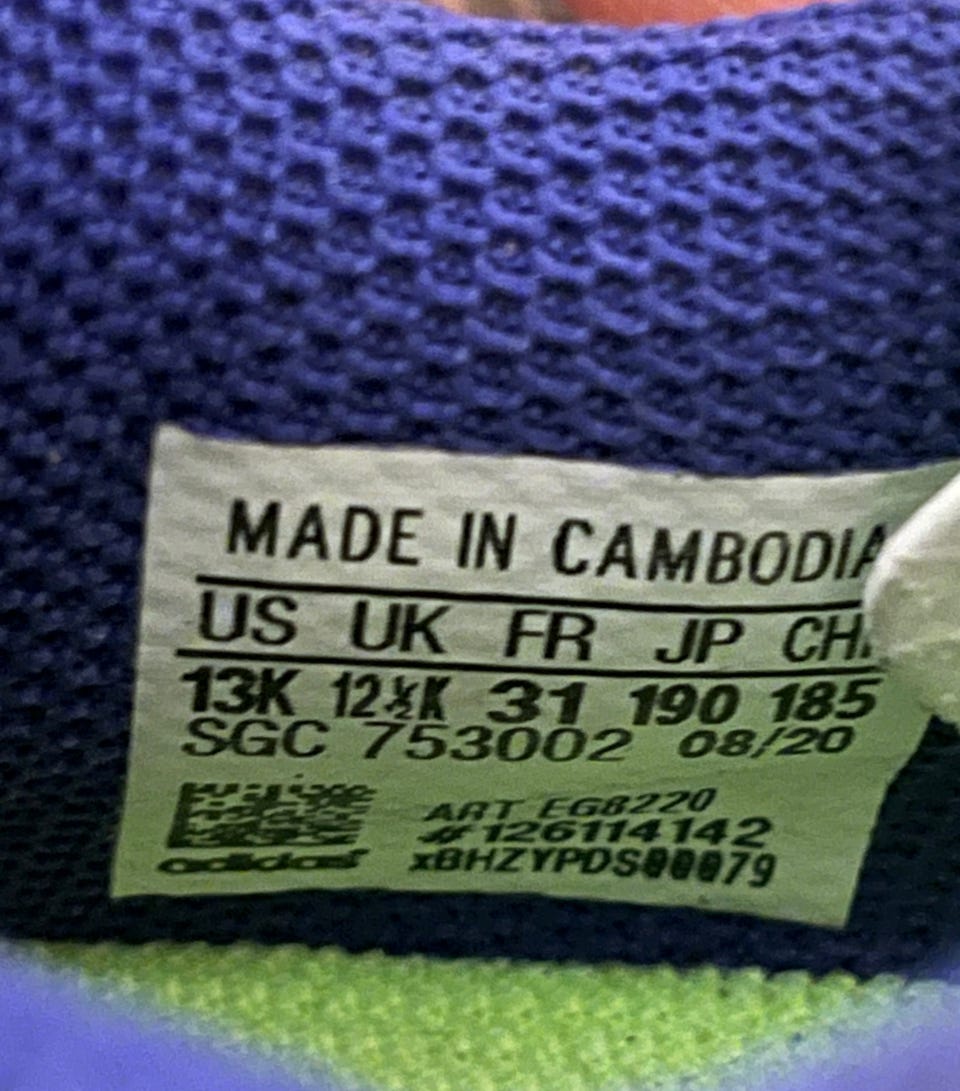 MADE IN CAMBODIA
US UK FR JP CH
13K 12½K 31 190 185
SGC 753002 08/20
ART EG8220
#126114142
adidas